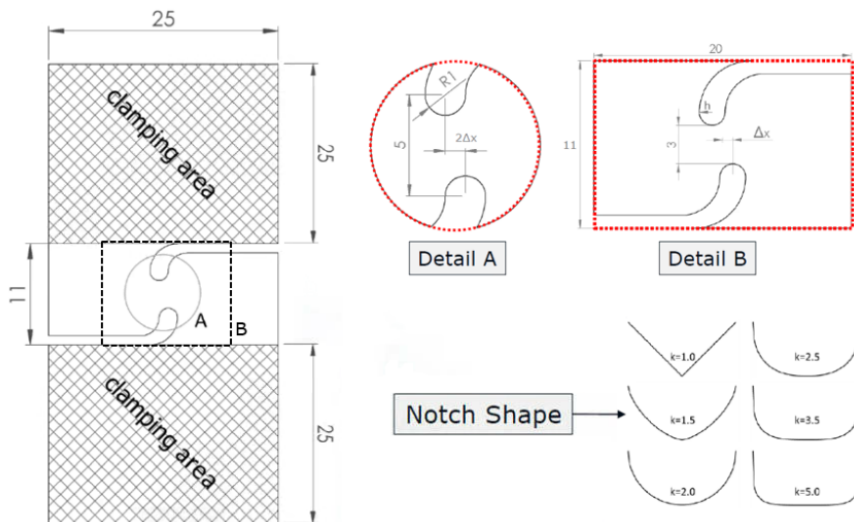 25
clamping area
25
11
A
B
clamping area
25
R1
5
2Δx
Detail A
20
11
h
3
Δx
Detail B
Notch Shape
k=1.0
k=2.5
k=1.5
k=3.5
k=2.0
k=5.0